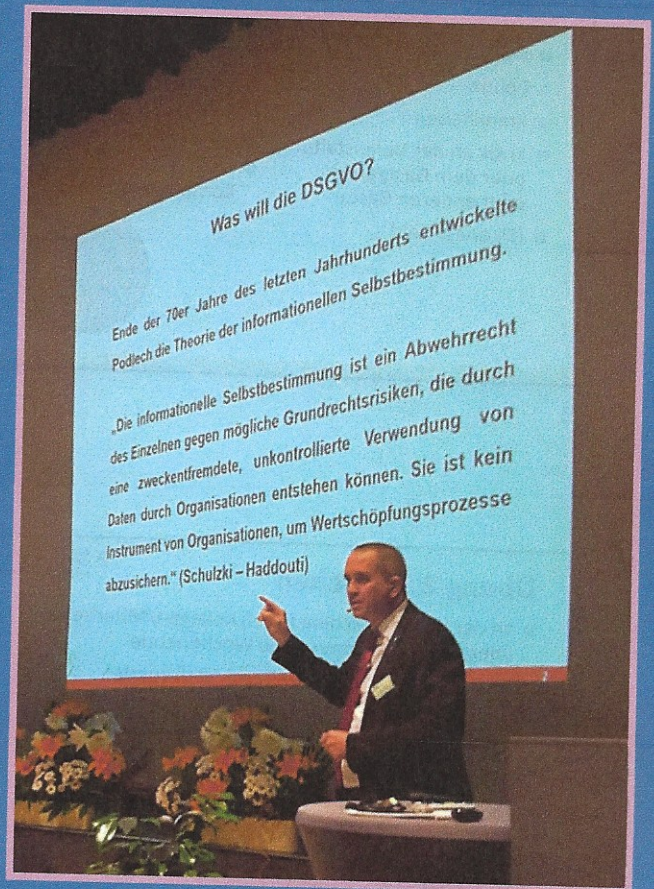 Was will die DSGVO?
Ende der 70er Jahre des letzten Jahrhunderts entwickelte
Podlech die Theorie der informationellen Selbstbestimmung.
„Die informationelle Selbstbestimmung ist ein Abwehrrecht
des Einzelnen gegen mögliche Grundrechtsrisiken, die durch
eine zweckentfremdete, unkontrollierte Verwendung von
Daten durch Organisationen entstehen können. Sie ist kein
Instrument von Organisationen, um Wertschöpfungsprozesse
abzusichern.“ (Schulzki – Haddouti)